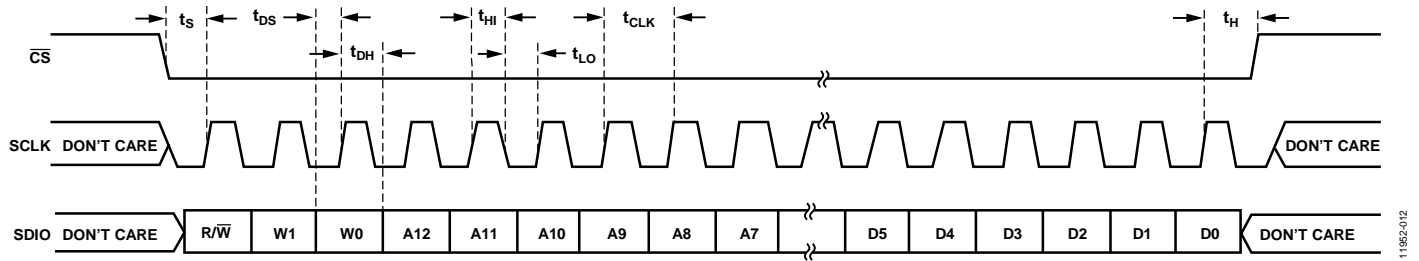 tS tDS tHI tCLK tH
tDH tLO
CS
SCLK DON'T CARE DON'T CARE
SDIO DON'T CARE R/W W1 W0 A12 A11 A10 A9 A8 A7 D5 D4 D3 D2 D1 D0 DON'T CARE
11952-012